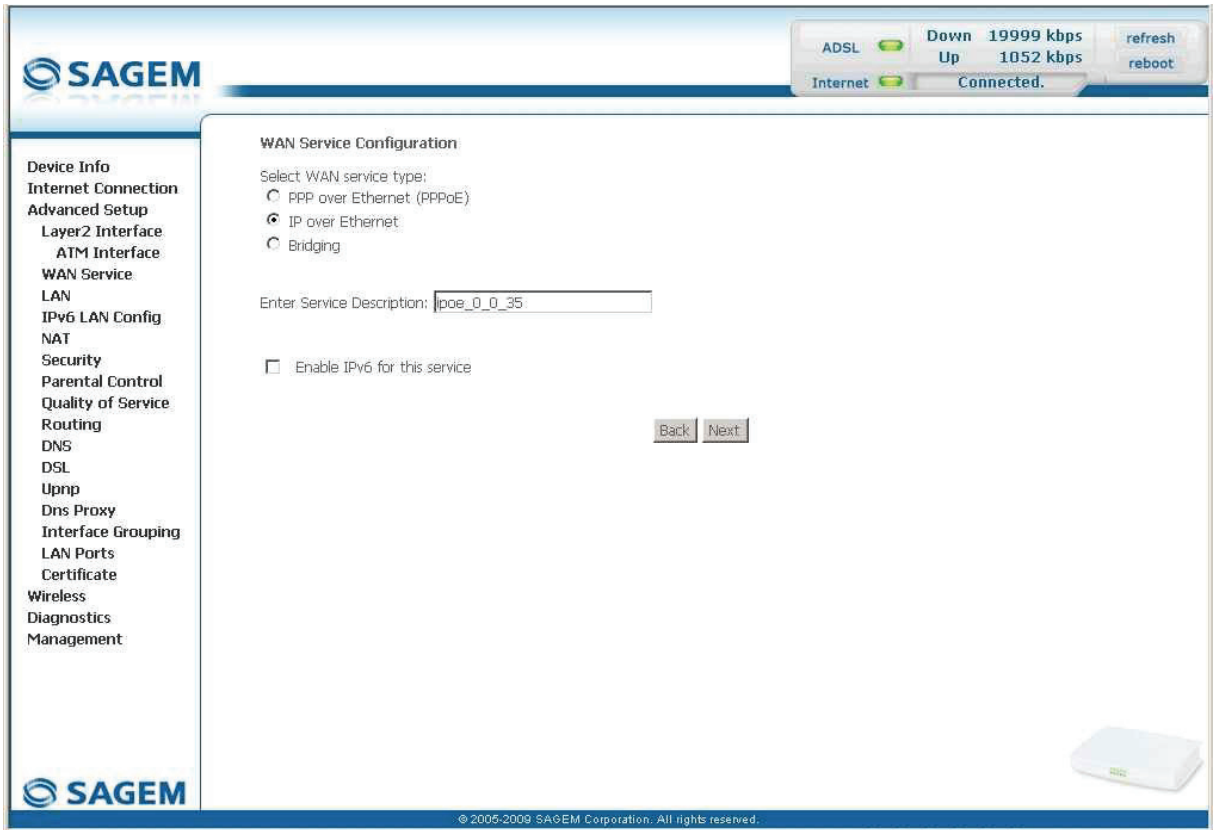 SAGEM
ADSL
Down 19999 kbps
Up 1052 kbps
Internet
Connected.
refresh
reboot
Device Info
Internet Connection
Advanced Setup
Layer2 Interface
ATM Interface
WAN Service
LAN
IPv6 LAN Config
NAT
Security
Parental Control
Quality of Service
Routing
DNS
DSL
Upnp
Dns Proxy
Interface Grouping
LAN Ports
Certificate
Wireless
Diagnostics
Management
WAN Service Configuration
Select WAN service type:
PPP over Ethernet (PPPoE)
IP over Ethernet
Bridging
Enter Service Description: ipoe_0_0_35
Enable IPv6 for this service
Back Next
SAGEM
© 2005-2009 SAGEM Corporation. All rights reserved.